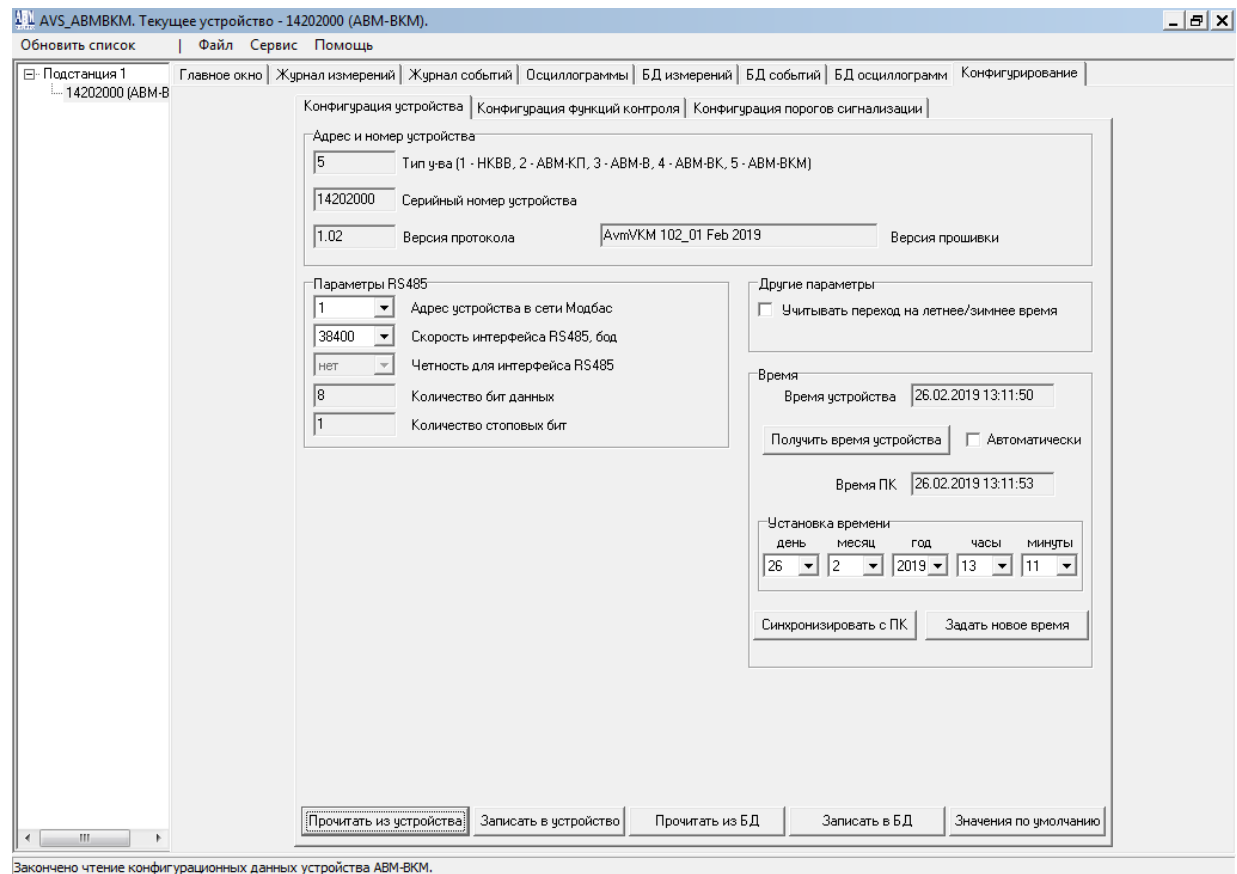 AVS_ABMBKM. Текущее устройство - 14202000 (АВМ-ВКМ).
Обновить список | Файл Сервис Помощь
Подстанция 1
14202000 (АВМ-В
Главное окно Журнал измерений Журнал событий Осциллограммы БД измерений БД событий БД осциллограмм Конфигурирование
Конфигурация устройства Конфигурация функций контроля Конфигурация порогов сигнализации
Адрес и номер устройства
5 Тип у-ва (1 - НКВВ, 2 - АВМ-КП, 3 - АВМ-В, 4 - АВМ-ВК, 5 - АВМ-ВКМ)
14202000 Серийный номер устройства
1.02 Версия протокола AvmVKM 102_01 Feb 2019 Версия прошивки
Параметры RS485
1 Адрес устройства в сети Модбас
38400 Скорость интерфейса RS485, бод
нет Четность для интерфейса RS485
8 Количество бит данных
1 Количество стоповых бит
Другие параметры
Учитывать переход на летнее/зимнее время
Время
Время устройства 26.02.2019 13:11:50
Получить время устройства Автоматически
Время ПК 26.02.2019 13:11:53
Установка времени
день месяц год часы минуты
26 2 2019 13 11
Синхронизировать с ПК Задать новое время
Прочитать из устройства Записать в устройство Прочитать из БД Записать в БД Значения по умолчанию
Закончено чтение конфигурационных данных устройства АВМ-ВКМ.